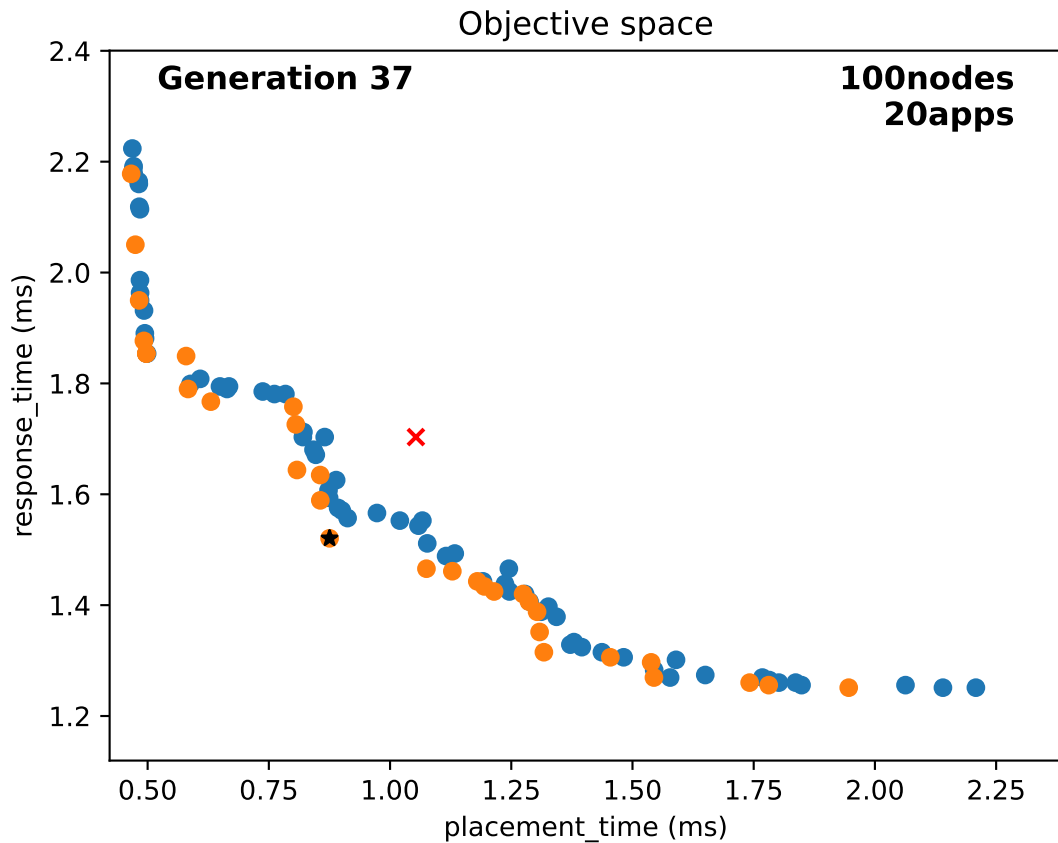 Objective space
Generation 37
100nodes
20apps
2.4
2.2
2.0
1.8
1.6
1.4
1.2
response_time (ms)
0.50 0.75 1.00 1.25 1.50 1.75 2.00 2.25
placement_time (ms)